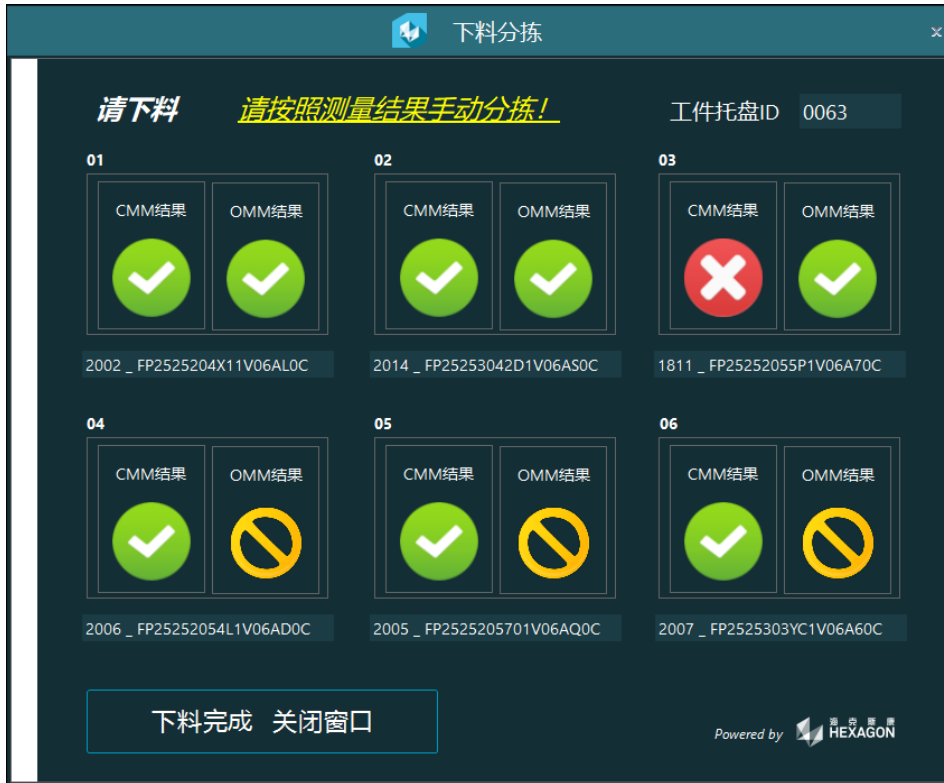 下料分拣
请下料 请按照测量结果手动分拣！ 工件托盘ID 0063
01 02 03
CMM结果 OMM结果 CMM结果 OMM结果 CMM结果 OMM结果
2002 _ FP2525204X11V06AL0C 2014 _ FP25253042D1V06AS0C 1811 _ FP25252055P1V06A70C
04 05 06
CMM结果 OMM结果 CMM结果 OMM结果 CMM结果 OMM结果
2006 _ FP25252054L1V06AD0C 2005 _ FP2525205701V06AQ0C 2007 _ FP2525303YC1V06A60C
下料完成 关闭窗口
Powered by 海克斯康
HEXAGON